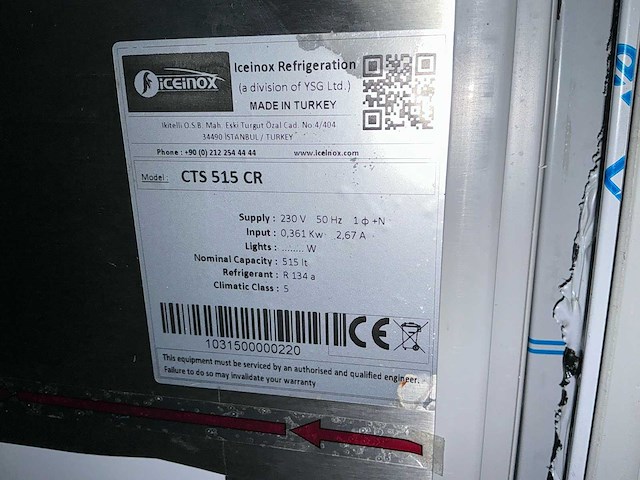 ICEINOX
Iceinox Refrigeration
(a division of YSG Ltd.)
MADE IN TURKEY
Ikitelli O.S.B. Mah. Eski Turgut Özal Cad. No:4/404
34490 ISTANBUL / TURKEY
Phone : +90 (0) 212 254 44 44 www.iceinox.com
Model : CTS 515 CR
Supply : 230 V 50 Hz 1 ф +N
Input : 0,361 Kw 2,67 A
Lights : ........ W
Nominal Capacity : 515 lt
Refrigerant : R 134 a
Climatic Class : 5
CE
1031500000220
This equipment must be serviced by an authorised and qualified engineer.
Failure to do so may invalidate your warranty